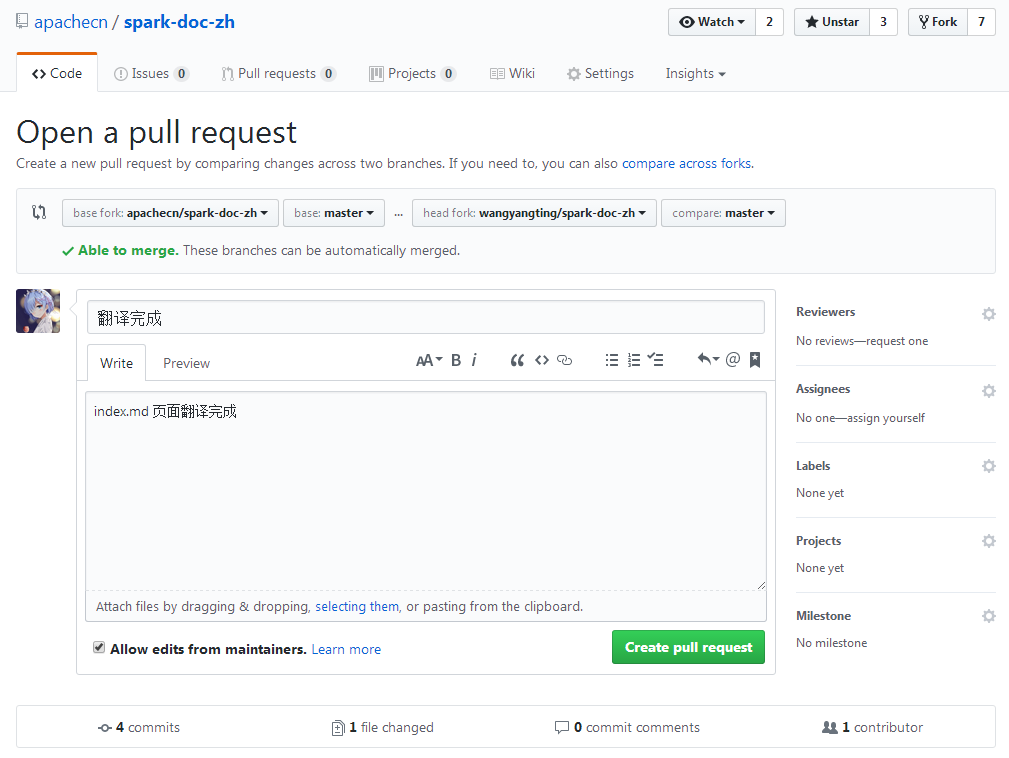 apachecn / spark-doc-zh Watch 2 Unstar 3 Fork 7
Code Issues 0 Pull requests 0 Projects 0 Wiki Settings Insights
Open a pull request
Create a new pull request by comparing changes across two branches. If you need to, you can also compare across forks.
base fork: apachecn/spark-doc-zh base: master ... head fork: wangyangting/spark-doc-zh compare: master
Able to merge. These branches can be automatically merged.
翻译完成
Write Preview AA B i @
index.md 页面翻译完成
Attach files by dragging & dropping, selecting them, or pasting from the clipboard.
Allow edits from maintainers. Learn more Create pull request
Reviewers
No reviews—request one
Assignees
No one—assign yourself
Labels
None yet
Projects
None yet
Milestone
No milestone
4 commits 1 file changed 0 commit comments 1 contributor